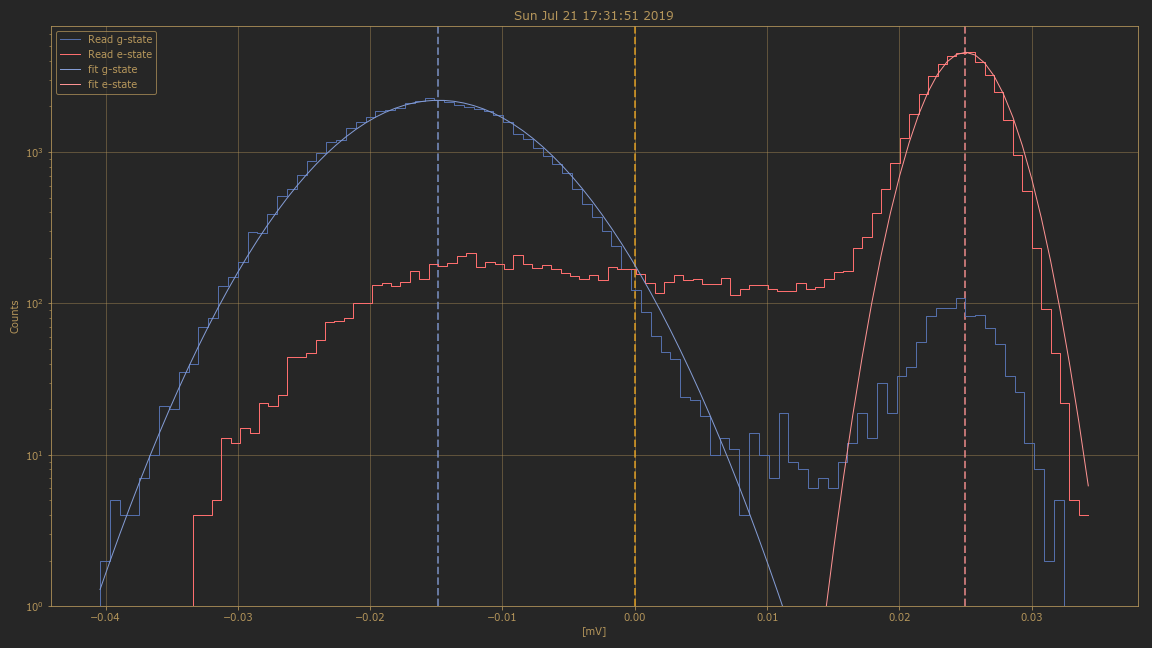 Sun Jul 21 17:31:51 2019
Read g-state
Read e-state
fit g-state
fit e-state
Counts
10³
10²
10¹
10⁰
−0.04 −0.03 −0.02 −0.01 0.00 0.01 0.02 0.03
[mV]